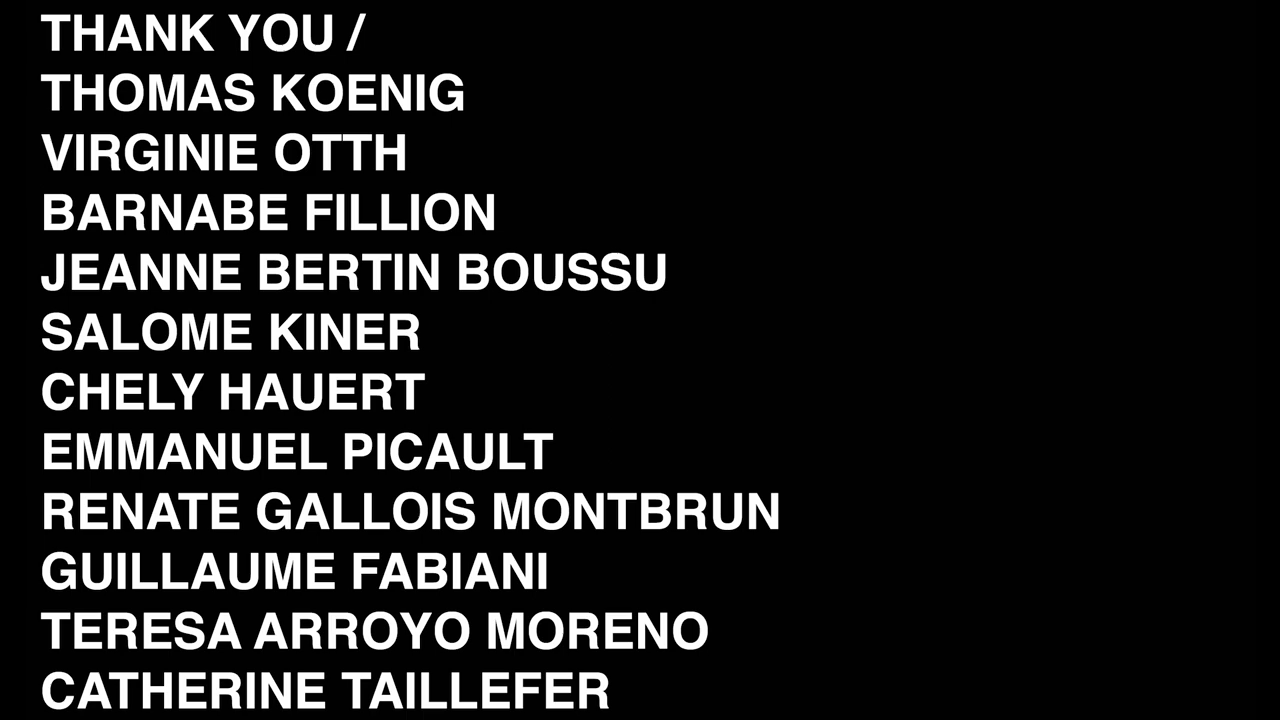 THANK YOU /
THOMAS KOENIG
VIRGINIE OTTH
BARNABE FILLION
JEANNE BERTIN BOUSSU
SALOME KINER
CHELY HAUERT
EMMANUEL PICAULT
RENATE GALLOIS MONTBRUN
GUILLAUME FABIANI
TERESA ARROYO MORENO
CATHERINE TAILLEFER